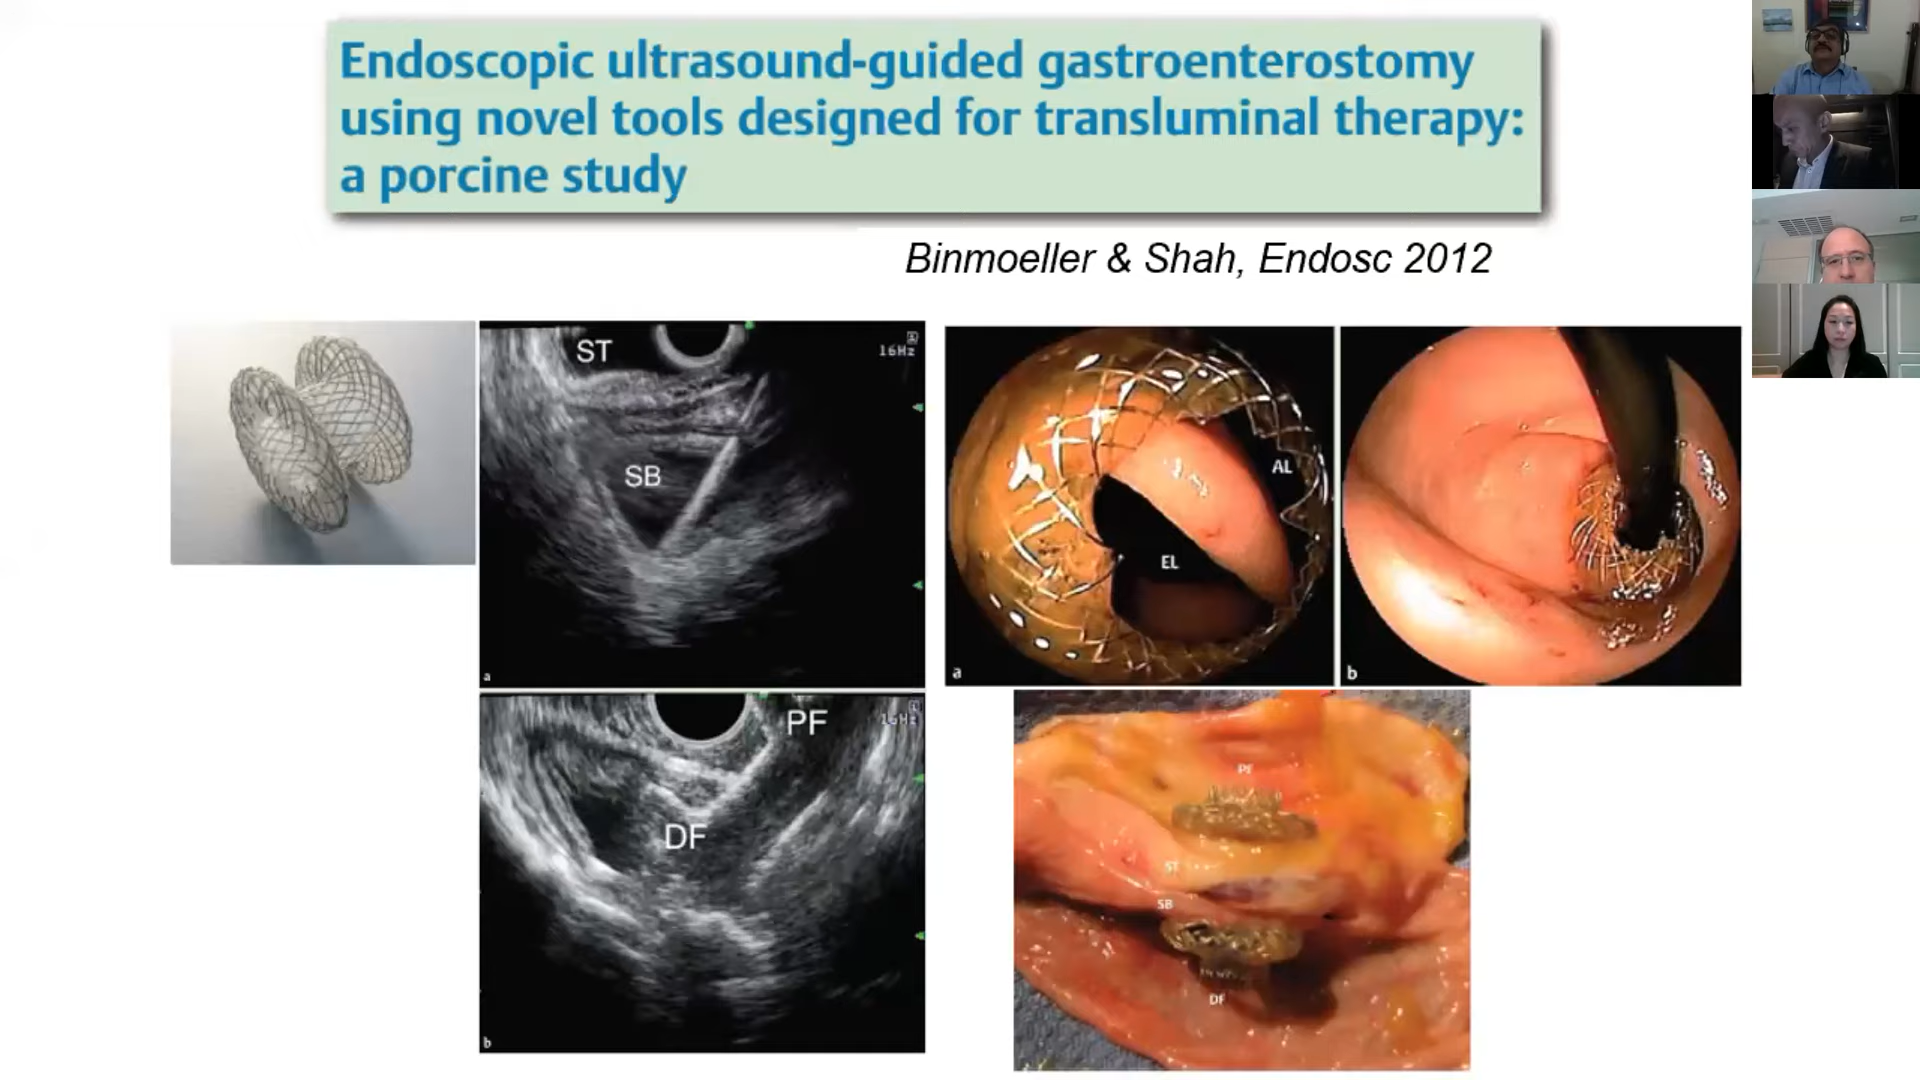 Endoscopic ultrasound-guided gastroenterostomy
using novel tools designed for transluminal therapy:
a porcine study
Binmoeller & Shah, Endosc 2012
ST
16Hz
SB
a
PF
16Hz
DF
b
AL
EL
a
b
PF
ST
SB
DF